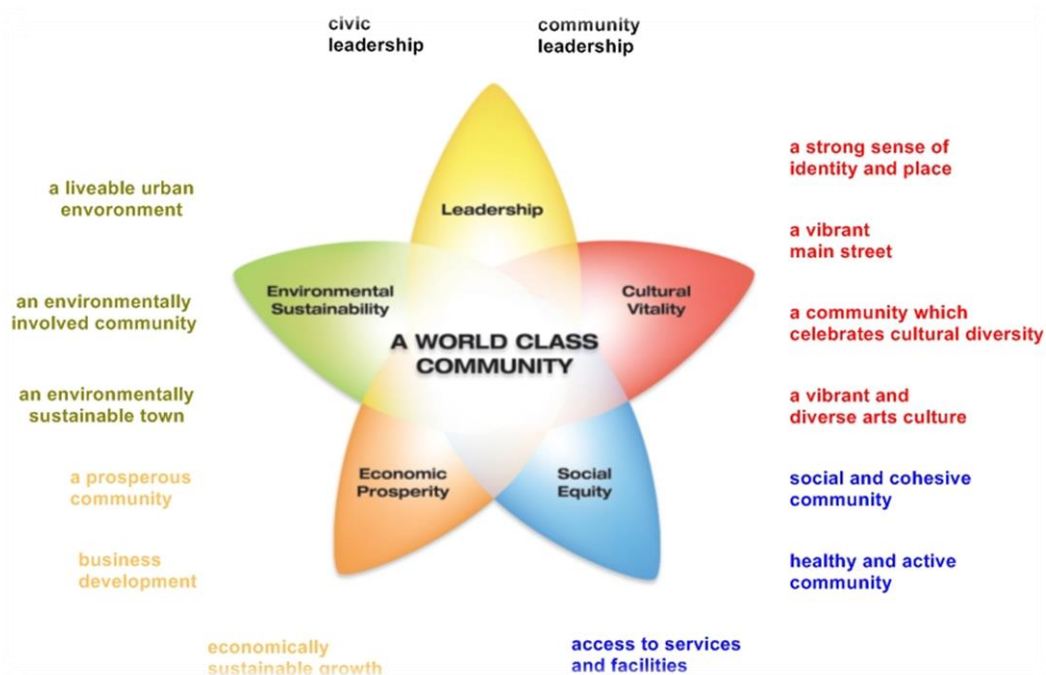 civic
leadership
community
leadership
a strong sense of
identity and place
a liveable urban
envoronment
Leadership
a vibrant
main street
Environmental
Sustainability
Cultural
Vitality
an environmentally
involved community
a community which
celebrates cultural diversity
A WORLD CLASS
COMMUNITY
an environmentally
sustainable town
a vibrant and
diverse arts culture
Economic
Prosperity
Social
Equity
a prosperous
community
social and cohesive
community
business
development
healthy and active
community
economically
sustainable growth
access to services
and facilities